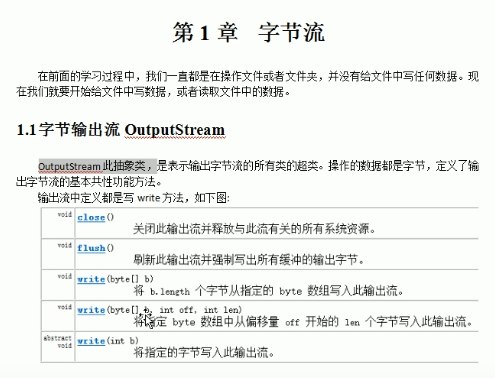 第 1 章 字节流
在前面的学习过程中，我们一直都是在操作文件或者文件夹，并没有给文件中写任何数据。现
在我们就要开始给文件中写数据，或者读取文件中的数据。
1.1字节输出流 OutputStream
OutputStream 此抽象类，是表示输出字节流的所有类的超类。操作的数据都是字节，定义了输
出字节流的基本共性功能方法。
输出流中定义都是写 write 方法，如下图:
void close()
关闭此输出流并释放与此流有关的所有系统资源。
void flush()
刷新此输出流并强制写出所有缓冲的输出字节。
void write(byte[] b)
将 b.length 个字节从指定的 byte 数组写入此输出流。
void write(byte[] b, int off, int len)
将指定 byte 数组中从偏移量 off 开始的 len 个字节写入此输出流。
abstract void write(int b)
将指定的字节写入此输出流。